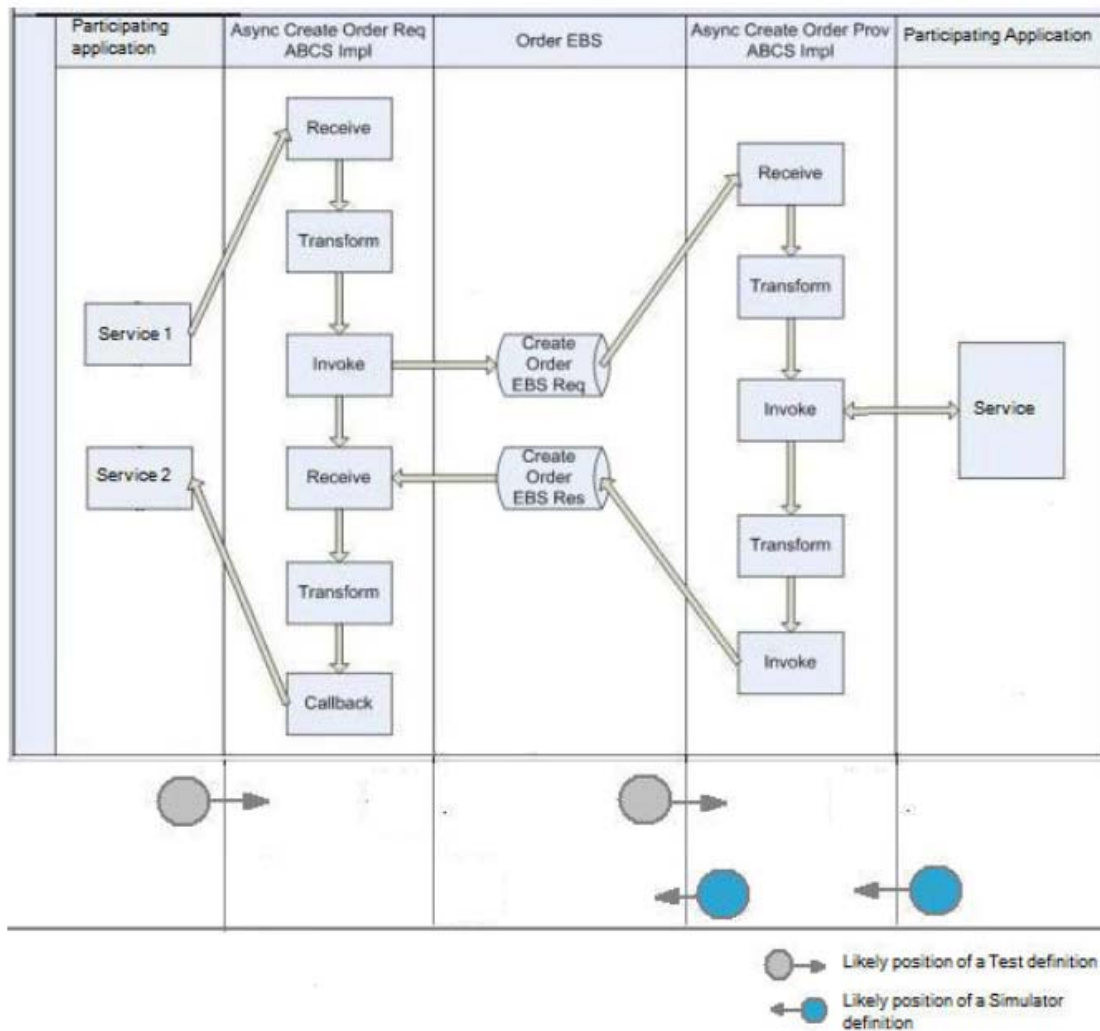 Participating
application
Async Create Order Req
ABCS Impl
Order EBS
Async Create Order Prov
ABCS Impl
Participating Application
Receive
Transform
Service 1
Invoke
Create
Order
EBS Req
Receive
Transform
Invoke
Service
Service 2
Receive
Create
Order
EBS Res
Transform
Transform
Callback
Invoke
Likely position of a Test definition
Likely position of a Simulator
definition